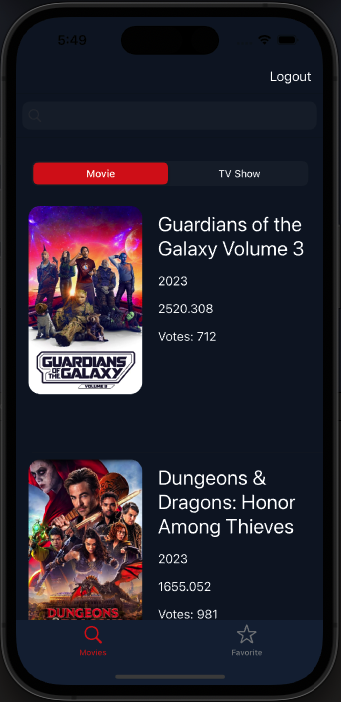 5:49
Logout
Movie
TV Show
Guardians of the
Galaxy Volume 3
2023
2520.308
Votes: 712
GUARDIANS
OF THE
GALAXY
VOLUME 3
Dungeons &
Dragons: Honor
Among Thieves
2023
1655.052
Votes: 981
DUNGEONS
Movies
Favorite